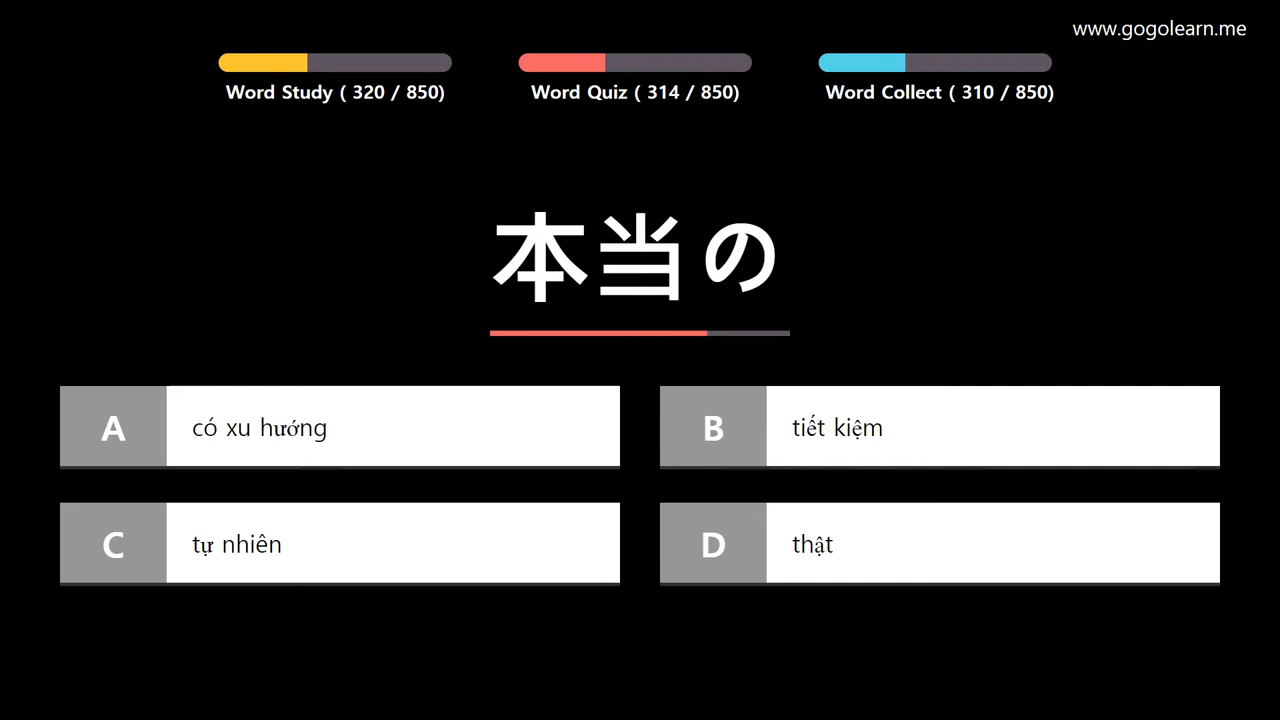 www.gogolearn.me
Word Study ( 320 / 850)
Word Quiz ( 314 / 850)
Word Collect ( 310 / 850)
本当の
A
có xu hướng
B
tiết kiệm
C
tự nhiên
D
thật